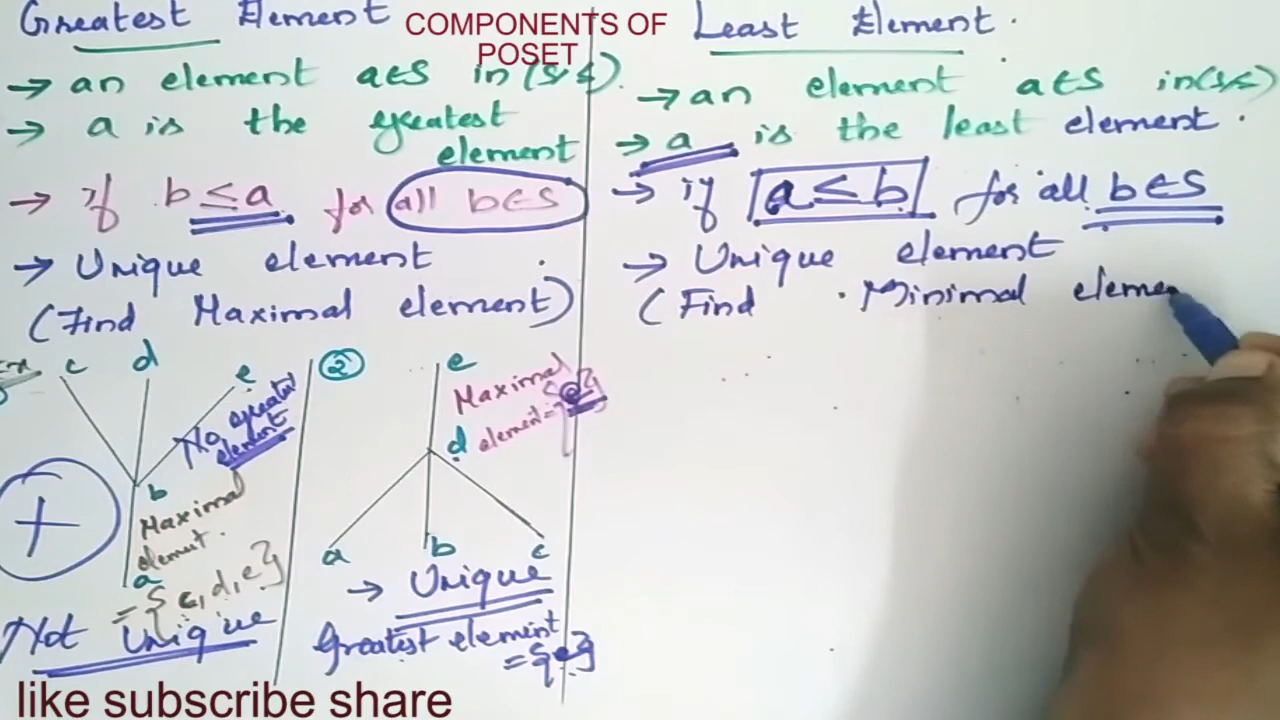 COMPONENTS OF
POSET
Greatest Element
→ an element a∈S in (S, ≤).
→ a is the greatest
element
→ if b ≤ a for all b∈S
→ Unique element
(Find Maximal element)
c d e
No greatest
element
b
Maximal
element.
a
= {c, d, e}
Not Unique
②
e
Maximal
element = {e}
d
a b c
→ Unique
Greatest element
= {e}
Least Element.
→ an element a∈S in (S, ≤)
→ a is the least element.
→ if a ≤ b for all b∈S
→ Unique element
(Find Minimal eleme
like subscribe share